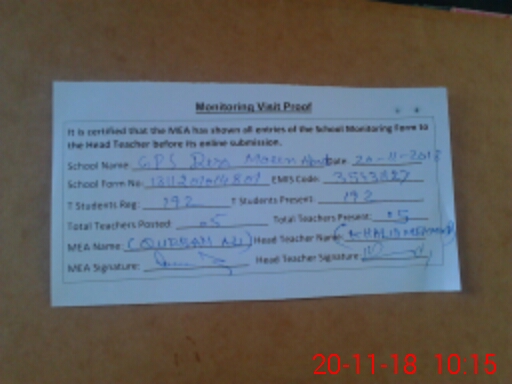 Monitoring Visit Proof
It is certified that the MEA has shown all entries of the School Monitoring Form to
the Head Teacher before its online submission.
School Name: GPS Date: 20-11-2018
School Form No: EMIS Code:
T Students Reg: 192 T Students Present: 192
Total Teachers Posted: 05 Total Teachers Present: 05
MEA Name: Head Teacher Name:
MEA Signature: Head Teacher Signature:
20-11-18 10:15